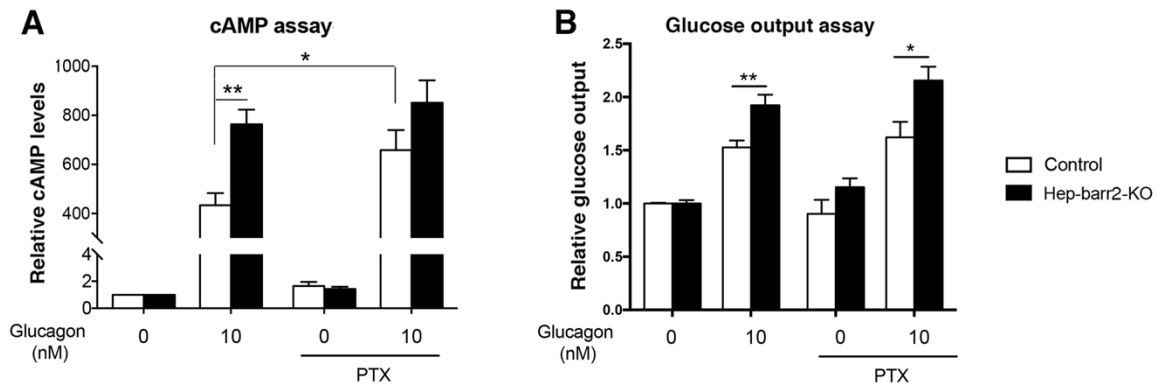 A
cAMP assay
Relative cAMP levels
1000
800
600
400
4
2
0
*
**
Glucagon
(nM)
0
10
0
10
PTX
B
Glucose output assay
Relative glucose output
2.5
2.0
1.5
1.0
0.5
0.0
**
*
Glucagon
(nM)
0
10
0
10
PTX
Control
Hep-barr2-KO